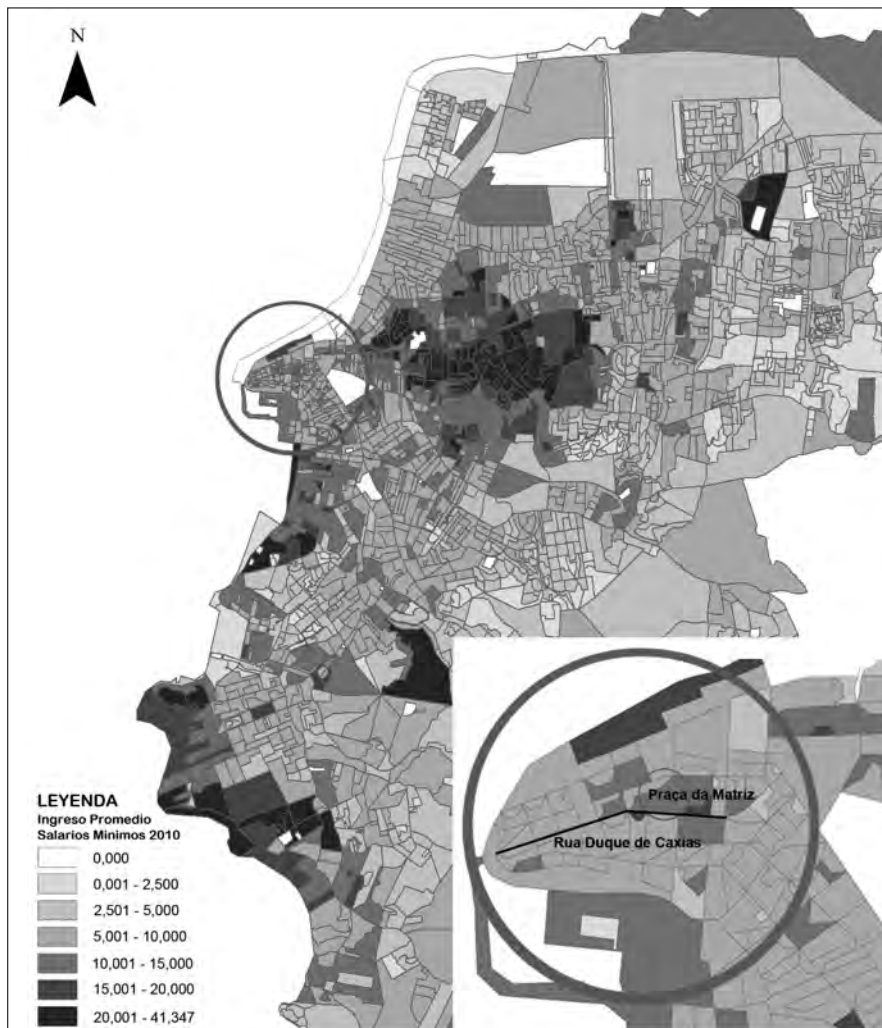 N
Praça da Matriz
Rua Duque de Caxias
LEYENDA
Ingreso Promedio
Salarios Minimos 2010
0,000
0,001 - 2,500
2,501 - 5,000
5,001 - 10,000
10,001 - 15,000
15,001 - 20,000
20,001 - 41,347